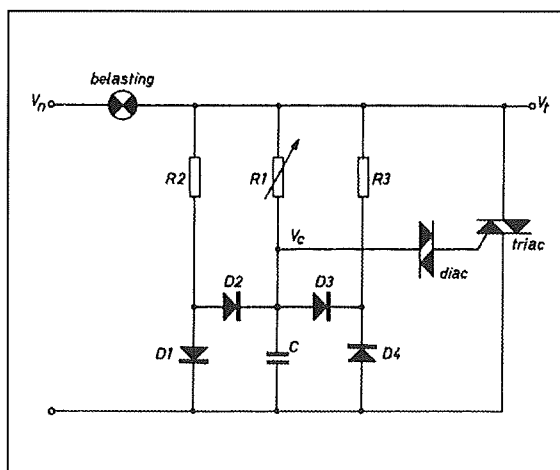 belasting
Vn
Vt
R2
R1
R3
Vc
triac
diac
D2
D3
D1
C
D4